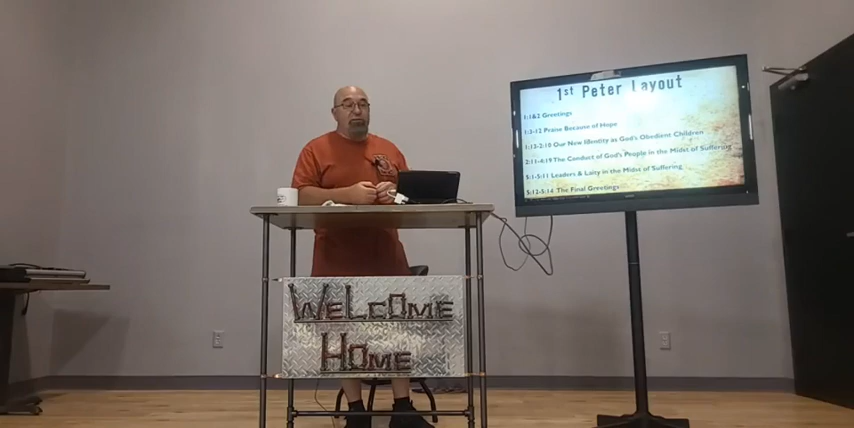 1st Peter Layout
1:1&2 Greetings
1:3-12 Praise Because of Hope
1:13-2:10 Our New Identity as God's Obedient Children
2:11-4:19 The Conduct of God's People in the Midst of Suffering
5:1-5:11 Leaders & Laity in the Midst of Suffering
5:12-5:14 The Final Greetings
WELCOME
HOME